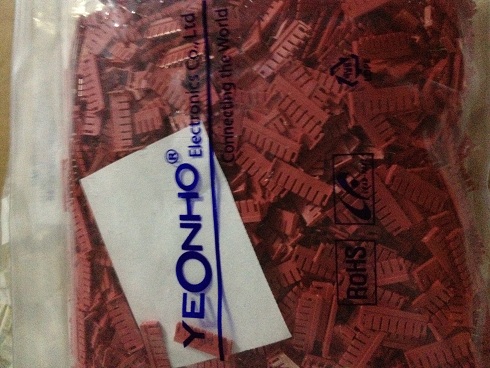 YEONHO®
Electronics Co., Ltd
Connecting the World
ROHS